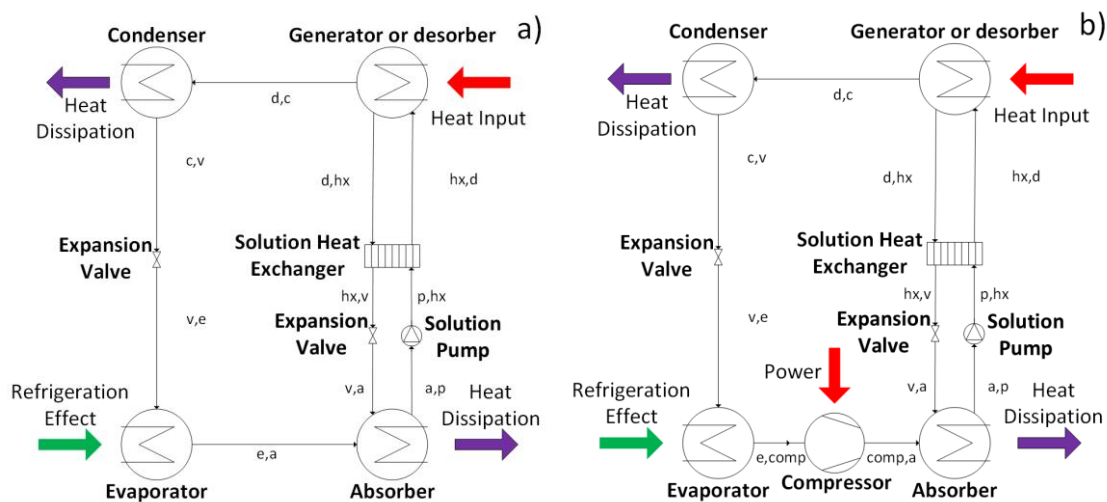 a)
Condenser
Generator or desorber
Heat
Dissipation
d,c
Heat Input
c,v
d,hx
hx,d
Expansion
Valve
Solution Heat
Exchanger
hx,v
p,hx
Expansion
Valve
Solution
Pump
v,e
v,a
a,p
Refrigeration
Effect
Heat
Dissipation
e,a
Evaporator
Absorber
b)
Condenser
Generator or desorber
Heat
Dissipation
d,c
Heat Input
c,v
d,hx
hx,d
Expansion
Valve
Solution Heat
Exchanger
hx,v
p,hx
Expansion
Valve
Solution
Pump
v,e
Power
v,a
a,p
Refrigeration
Effect
Heat
Dissipation
e,comp
comp,a
Evaporator
Compressor
Absorber